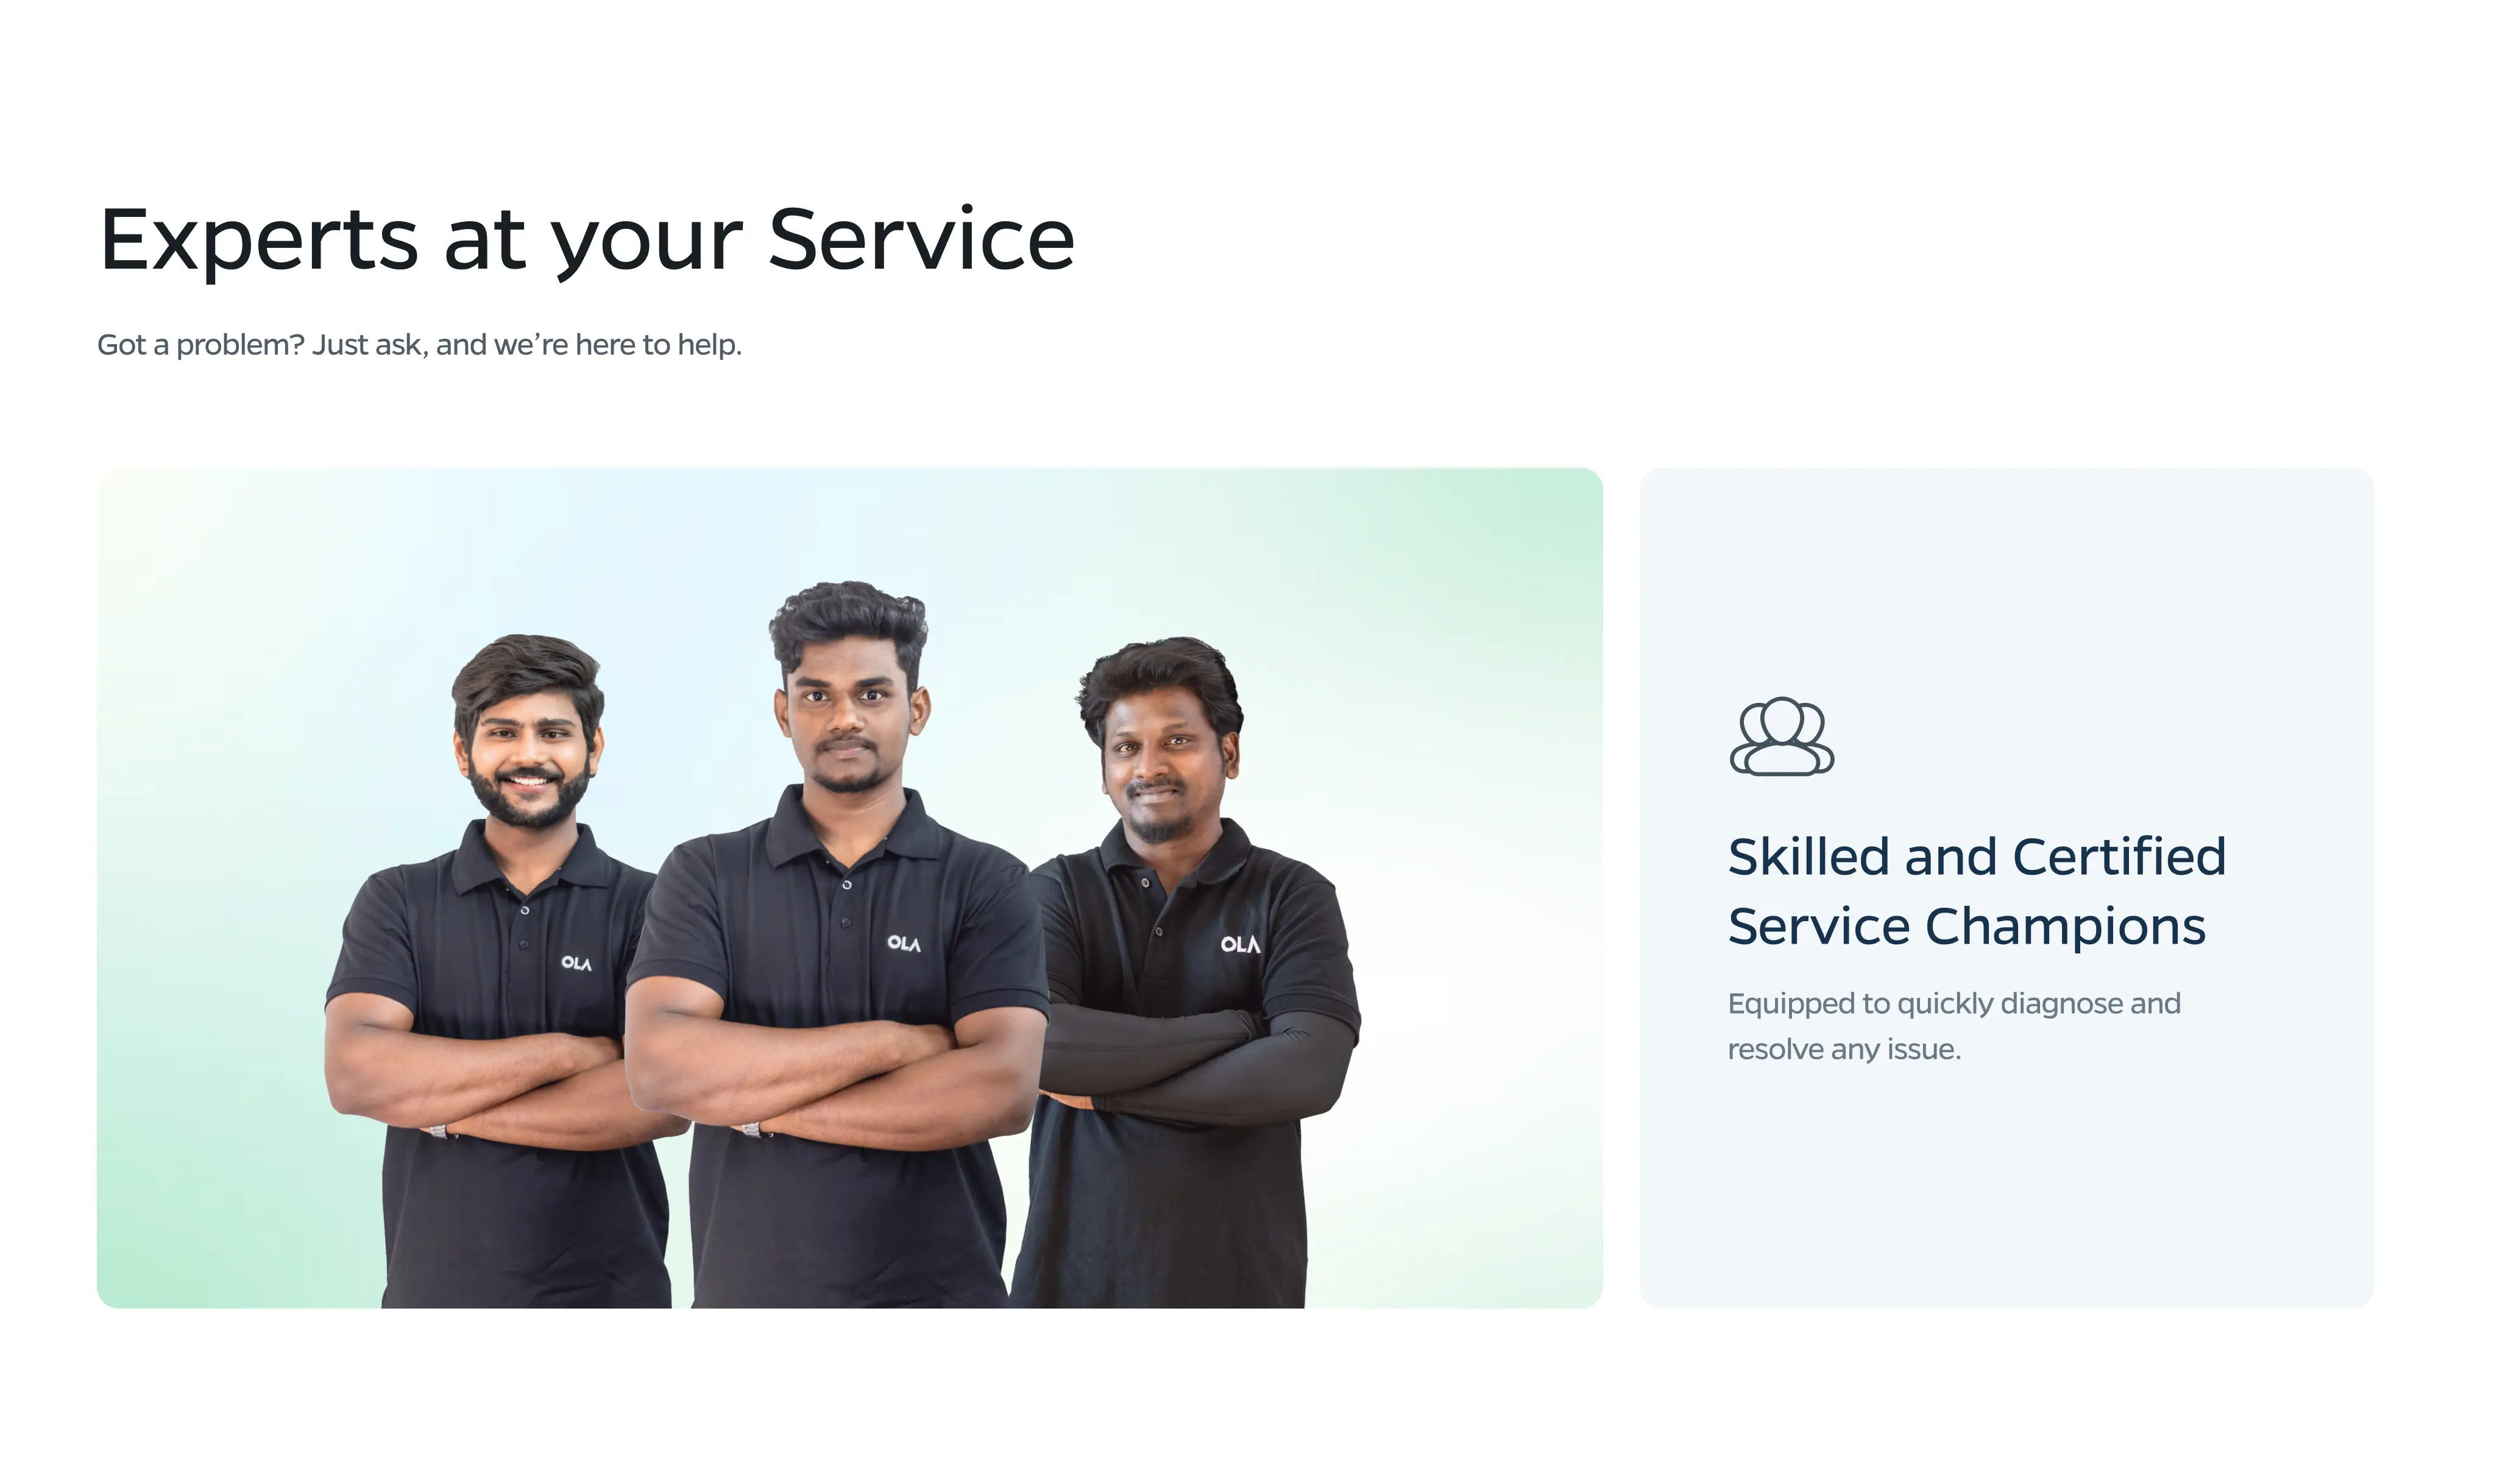 Experts at your Service
Got a problem? Just ask, and we’re here to help.
OLA
OLA
OLA
Skilled and Certified
Service Champions
Equipped to quickly diagnose and
resolve any issue.